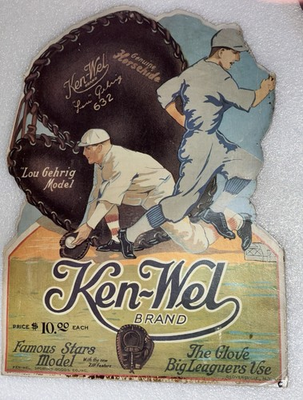 Ken-Wel
Lou Gehrig
632
Genuine
Horsehide
Lou Gehrig
Model
Ken-Wel
BRAND
PRICE $ 10.00 EACH
Famous Stars
Model
The Glove
Big Leaguers Use